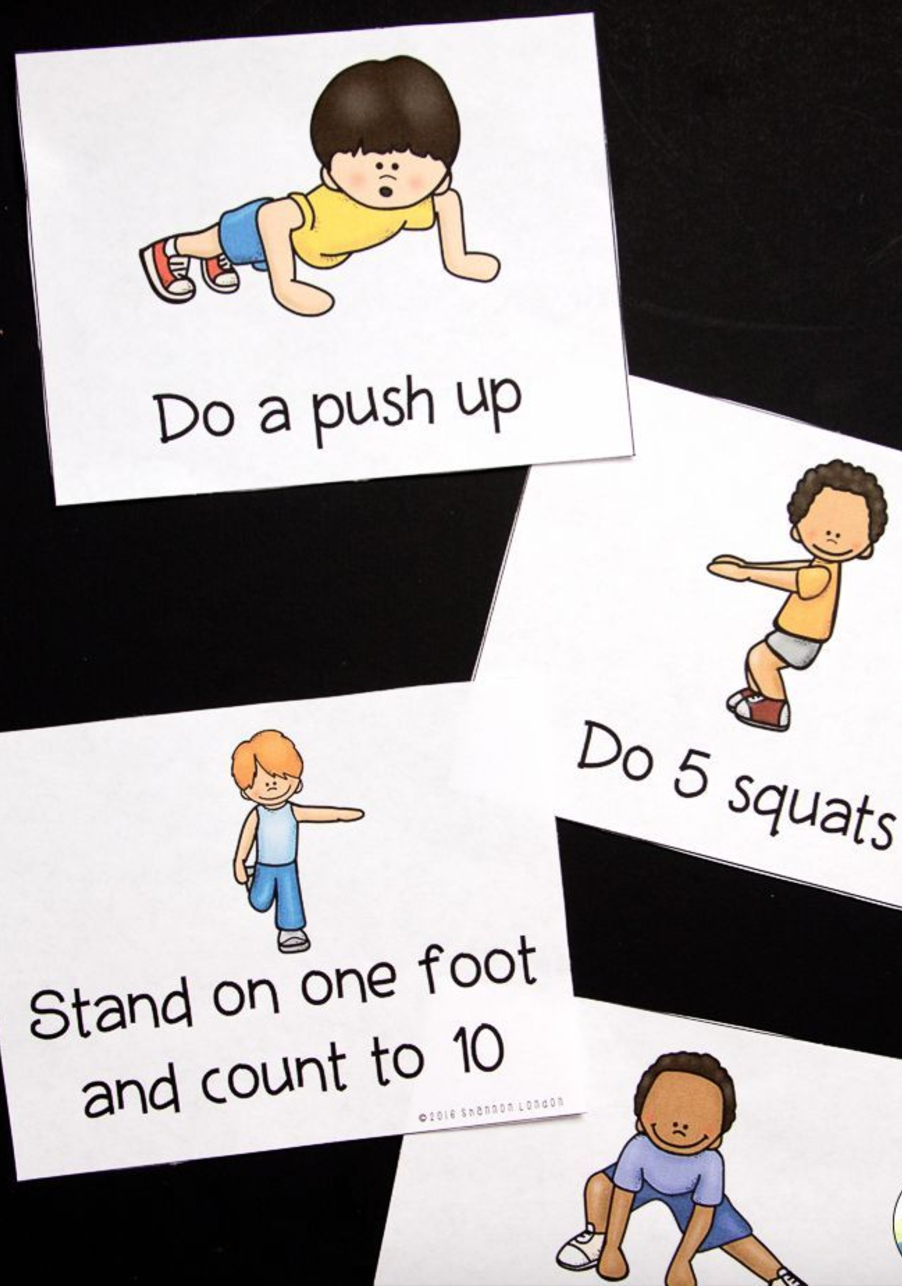 Do a push up
Do 5 squats
Stand on one foot
and count to 10
©2016 Shannon London